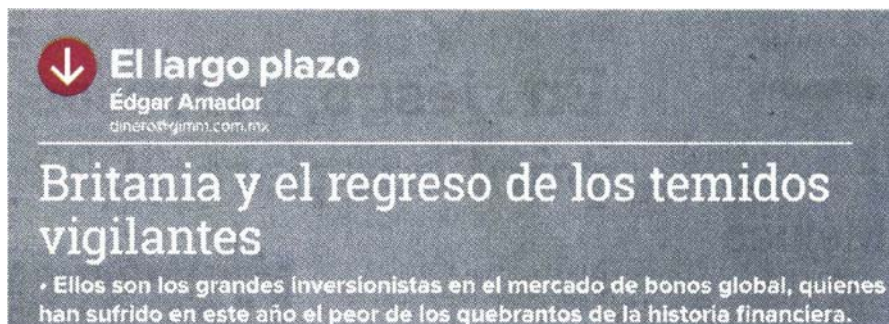 El largo plazo
Édgar Amador
dinero@gimm.com.mx
Britania y el regreso de los temidos
vigilantes
• Ellos son los grandes inversionistas en el mercado de bonos global, quienes
han sufrido en este año el peor de los quebrantos de la historia financiera.